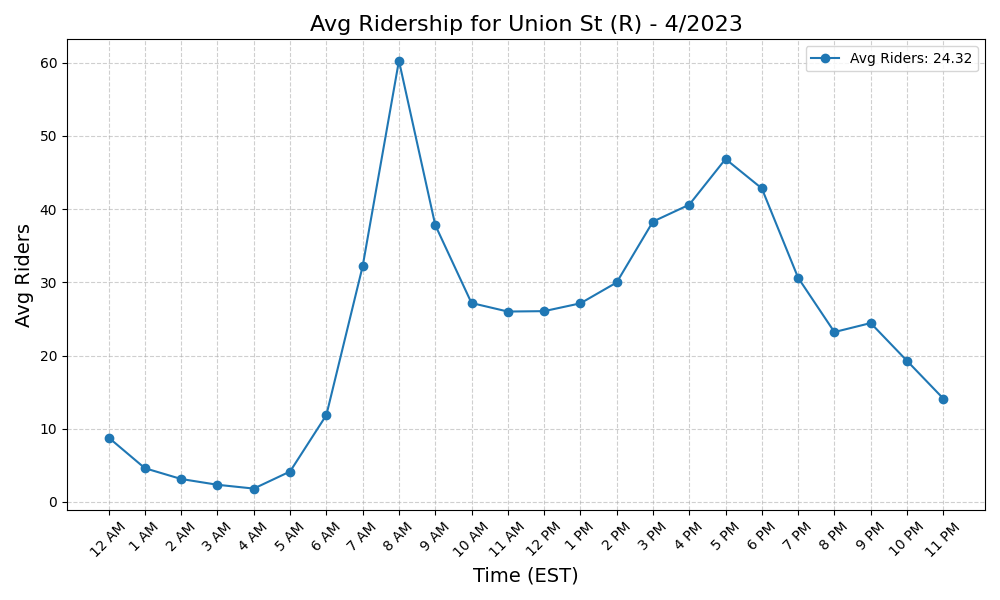 Avg Ridership for Union St (R) - 4/2023
Avg Riders: 24.32
Avg Riders
60
50
40
30
20
10
0
12 AM
1 AM
2 AM
3 AM
4 AM
5 AM
6 AM
7 AM
8 AM
9 AM
10 AM
11 AM
12 PM
1 PM
2 PM
3 PM
4 PM
5 PM
6 PM
7 PM
8 PM
9 PM
10 PM
11 PM
Time (EST)